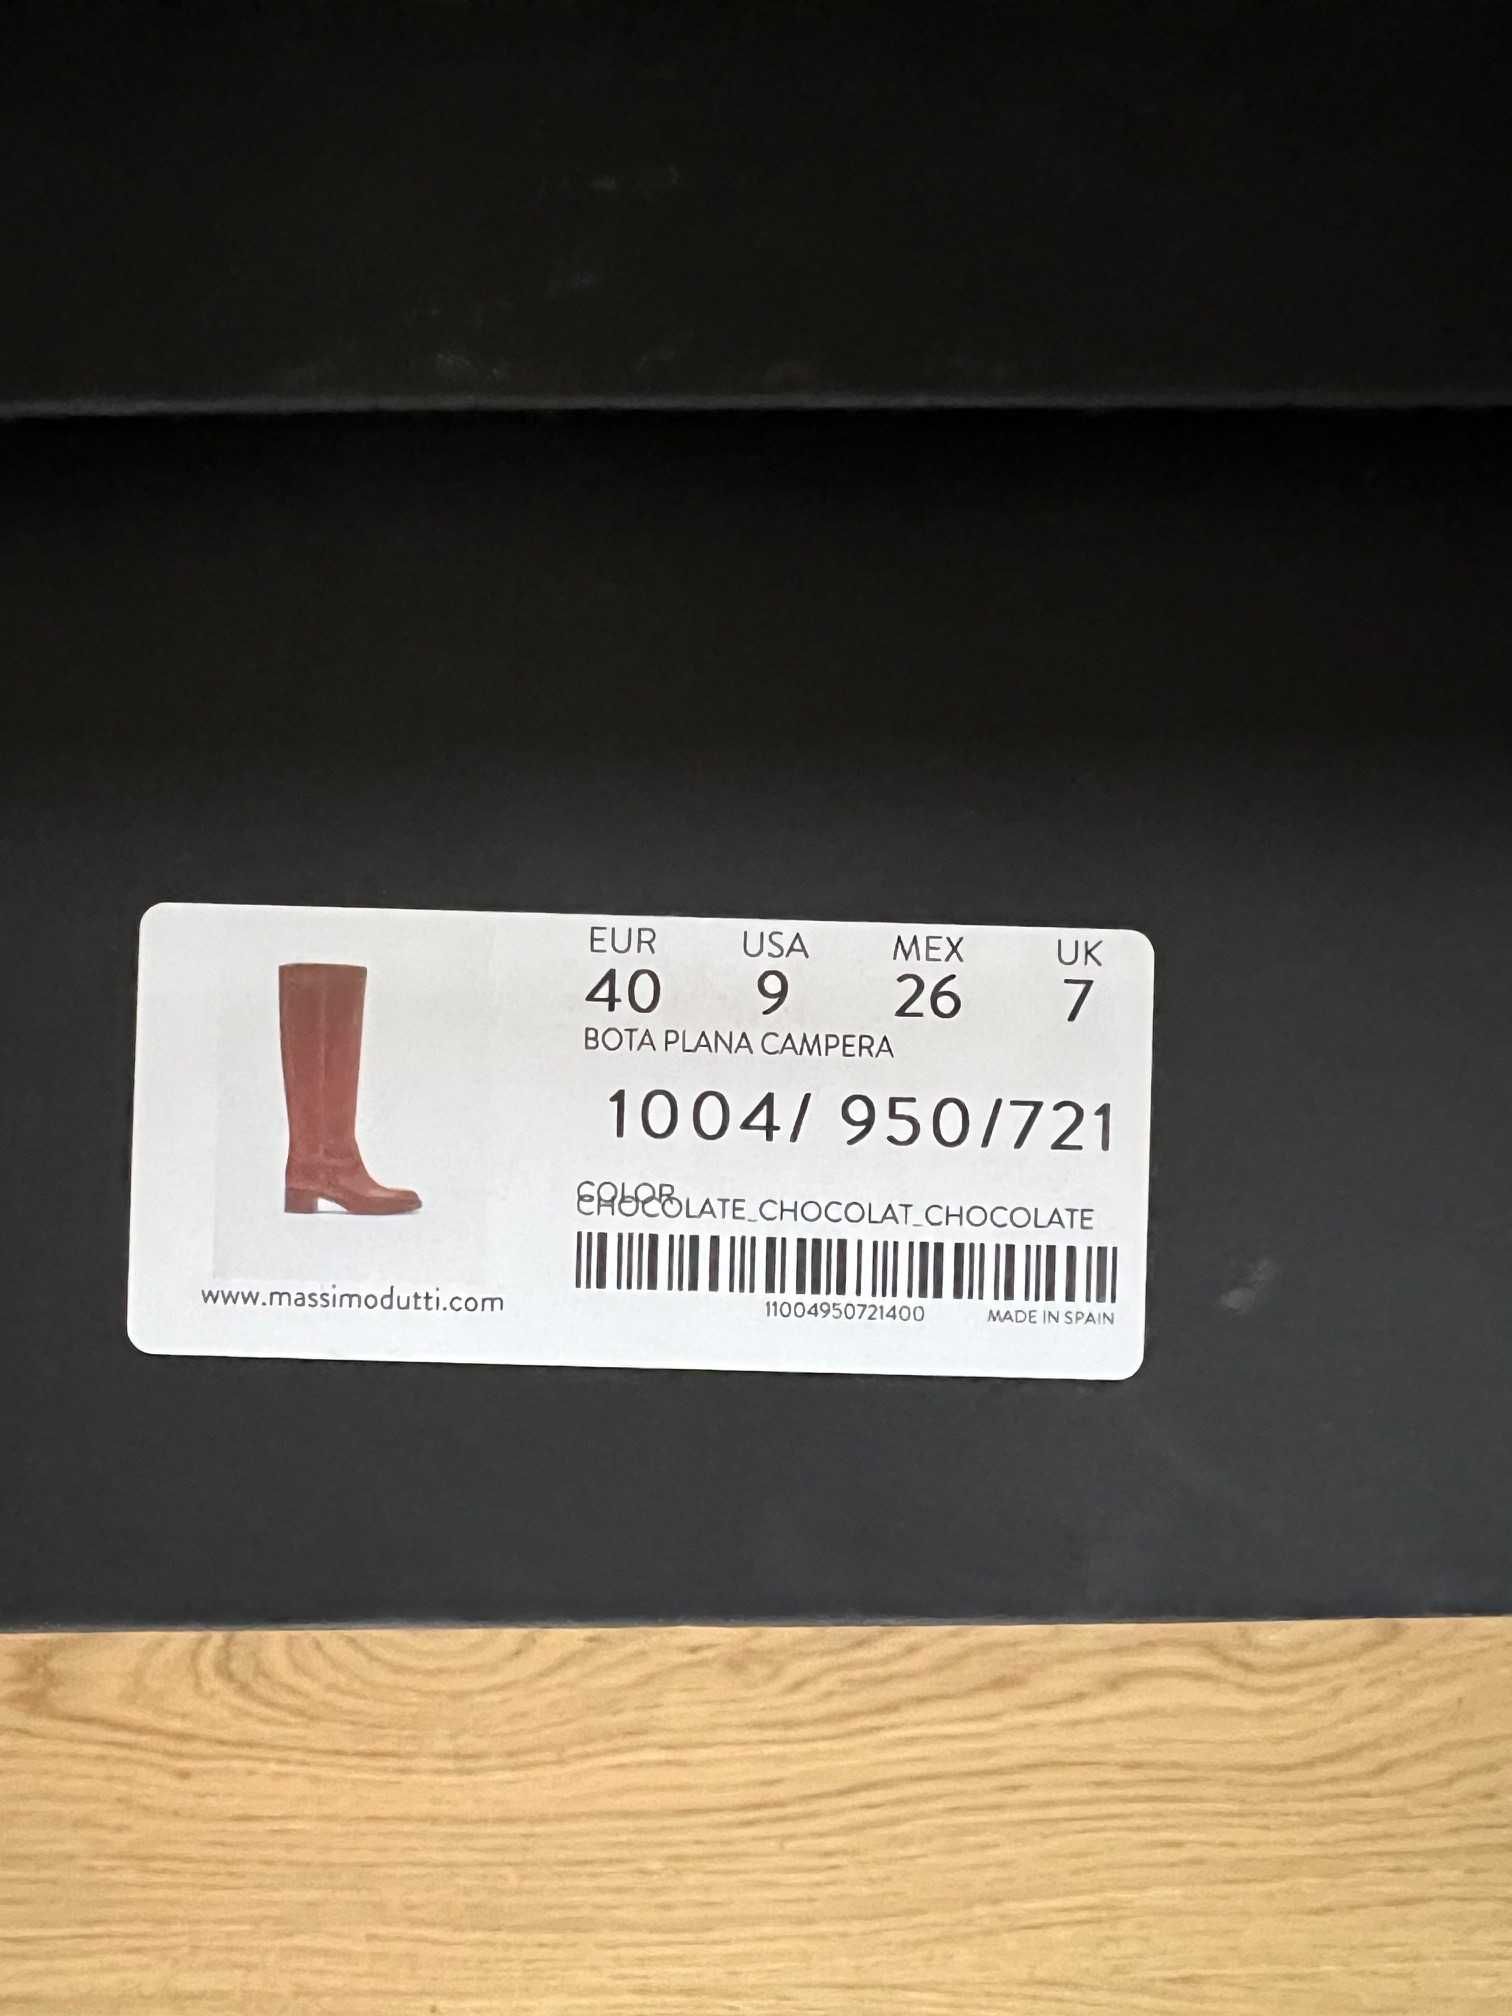 EUR USA MEX UK
40 9 26 7
BOTA PLANA CAMPERA
1004/ 950/721
COLOR
CHOCOLATE_CHOCOLAT_CHOCOLATE
www.massimodutti.com
11004950721400 MADE IN SPAIN